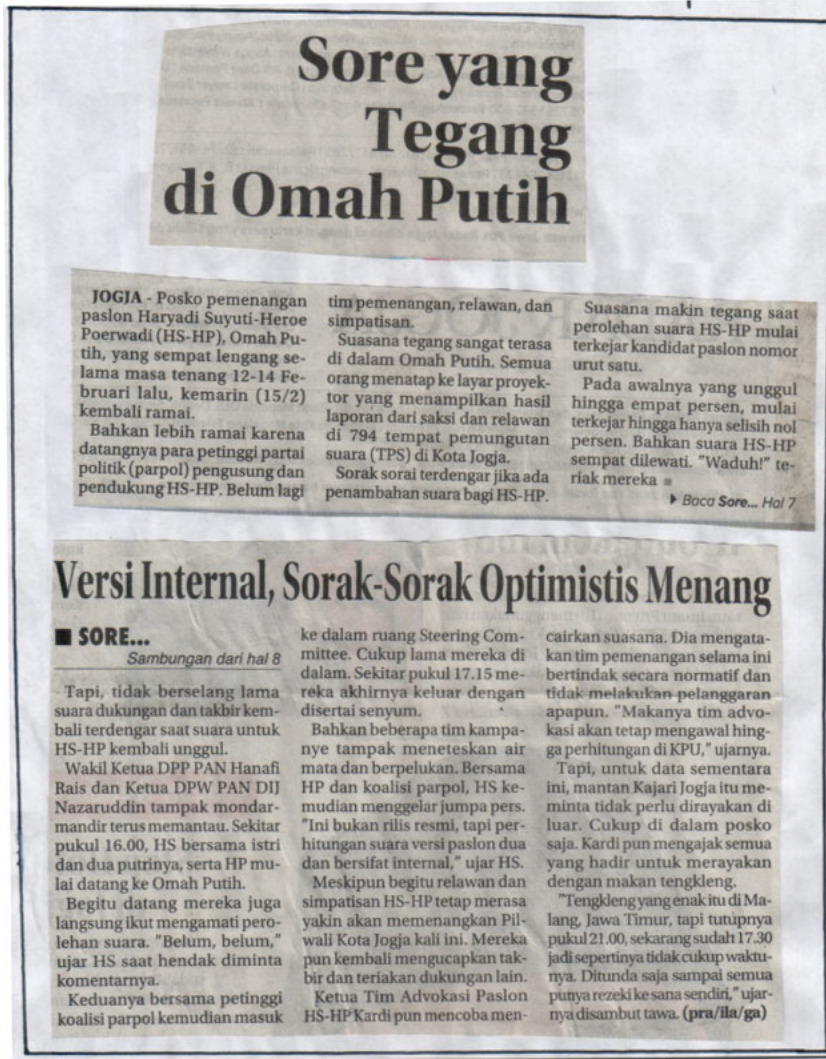 Sore yang
Tegang
di Omah Putih
JOGJA - Posko pemenangan
paslon Haryadi Suyuti-Heroe
Poerwadi (HS-HP), Omah Pu-
tih, yang sempat lengang se-
lama masa tenang 12-14 Fe-
bruari lalu, kemarin (15/2)
kembali ramai.
Bahkan lebih ramai karena
datangnya para petinggi partai
politik (parpol) pengusung dan
pendukung HS-HP. Belum lagi
tim pemenangan, relawan, dan
simpatisan.
Suasana tegang sangat terasa
di dalam Omah Putih. Semua
orang menatap ke layar proyek-
tor yang menampilkan hasil
laporan dari saksi dan relawan
di 794 tempat pemungutan
suara (TPS) di Kota Jogja.
Sorak sorai terdengar jika ada
penambahan suara bagi HS-HP.
Suasana makin tegang saat
perolehan suara HS-HP mulai
terkejar kandidat paslon nomor
urut satu.
Pada awalnya yang unggul
hingga empat persen, mulai
terkejar hingga hanya selisih nol
persen. Bahkan suara HS-HP
sempat dilewati. "Waduh!" te-
riak mereka ■
▶ Baca Sore... Hal 7
Versi Internal, Sorak-Sorak Optimistis Menang
■ SORE...
Sambungan dari hal 8
Tapi, tidak berselang lama
suara dukungan dan takbir kem-
bali terdengar saat suara untuk
HS-HP kembali unggul.
Wakil Ketua DPP PAN Hanafi
Rais dan Ketua DPW PAN DIJ
Nazaruddin tampak mondar-
mandir terus memantau. Sekitar
pukul 16.00, HS bersama istri
dan dua putrinya, serta HP mu-
lai datang ke Omah Putih.
Begitu datang mereka juga
langsung ikut mengamati pero-
lehan suara. "Belum, belum,"
ujar HS saat hendak diminta
komentarnya.
Keduanya bersama petinggi
koalisi parpol kemudian masuk
ke dalam ruang Steering Com-
mittee. Cukup lama mereka di
dalam. Sekitar pukul 17.15 me-
reka akhirnya keluar dengan
disertai senyum.
Bahkan beberapa tim kampa-
nye tampak meneteskan air
mata dan berpelukan. Bersama
HP dan koalisi parpol, HS ke-
mudian menggelar jumpa pers.
"Ini bukan rilis resmi, tapi per-
hitungan suara versi paslon dua
dan bersifat internal," ujar HS.
Meskipun begitu relawan dan
simpatisan HS-HP tetap merasa
yakin akan memenangkan Pil-
wali Kota Jogja kali ini. Mereka
pun kembali mengucapkan tak-
bir dan teriakan dukungan lain.
Ketua Tim Advokasi Paslon
HS-HP Kardi pun mencoba men-
cairkan suasana. Dia mengata-
kan tim pemenangan selama ini
bertindak secara normatif dan
tidak melakukan pelanggaran
apapun. "Makanya tim advo-
kasi akan tetap mengawal hing-
ga perhitungan di KPU," ujarnya.
Tapi, untuk data sementara
ini, mantan Kajari Jogja itu me-
minta tidak perlu dirayakan di
luar. Cukup di dalam posko
saja. Kardi pun mengajak semua
yang hadir untuk merayakan
dengan makan tengkleng.
"Tengkleng yang enak itu di Ma-
lang, Jawa Timur, tapi tutupnya
pukul 21.00, sekarang sudah 17.30
jadi sepertinya tidak cukup waktu-
nya. Ditunda saja sampai semua
punya rezeki ke sana sendiri," ujar-
nya disambut tawa. (pra/ila/ga)